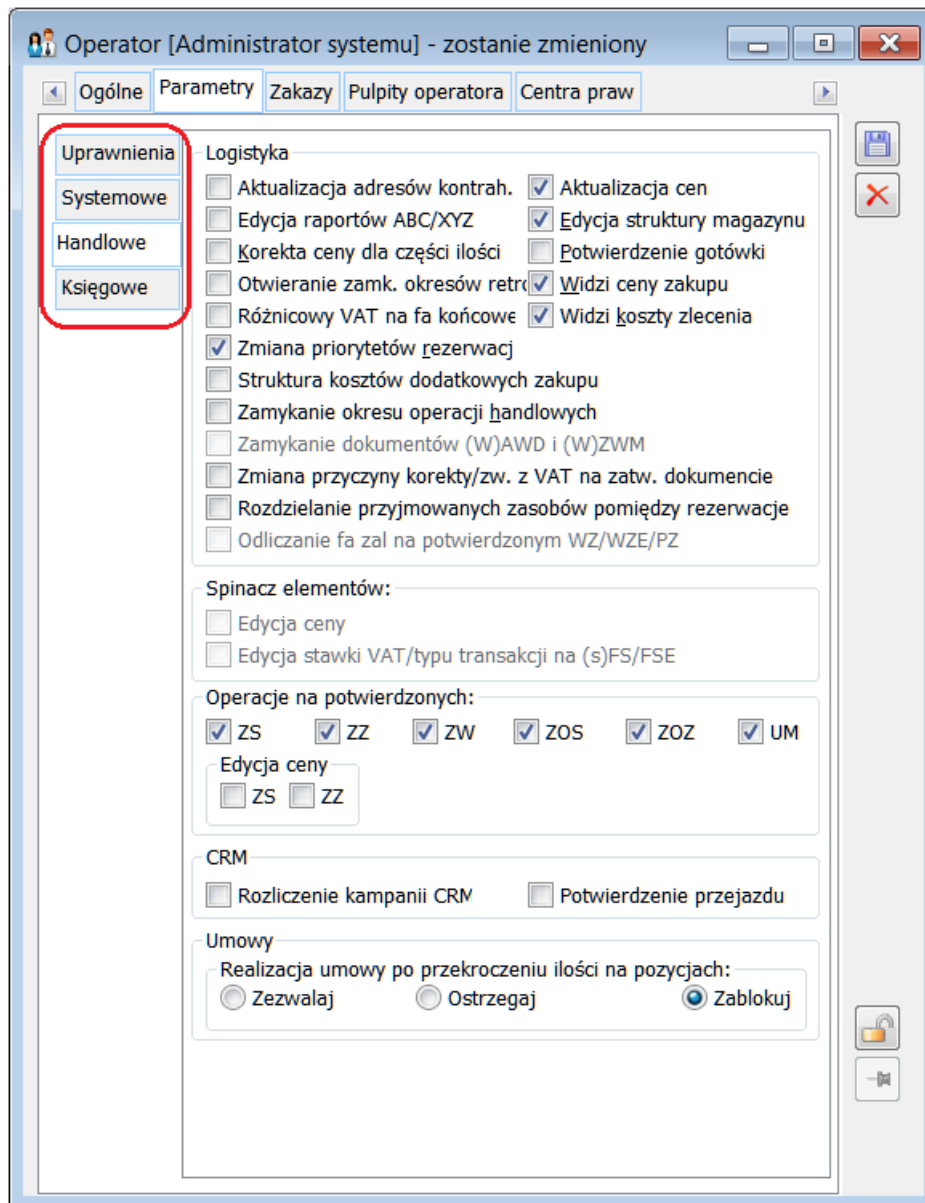 Operator [Administrator systemu] - zostanie zmieniony
Ogólne Parametry Zakazy Pulpity operatora Centra praw
Uprawnienia
Systemowe
Handlowe
Księgowe
Logistyka
Aktualizacja adresów kontrah. Aktualizacja cen
Edycja raportów ABC/XYZ Edycja struktury magazynu
Korekta ceny dla części ilości Potwierdzenie gotówki
Otwieranie zamk. okresów retro Widzi ceny zakupu
Różnicowy VAT na fa końcowe Widzi koszty zlecenia
Zmiana priorytetów rezerwacj
Struktura kosztów dodatkowych zakupu
Zamykanie okresu operacji handlowych
Zamykanie dokumentów (W)AWD i (W)ZWM
Zmiana przyczyny korekty/zw. z VAT na zatw. dokumencie
Rozdzielanie przyjmowanych zasobów pomiędzy rezerwacje
Odliczanie fa zal na potwierdzonym WZ/WZE/PZ
Spinacz elementów:
Edycja ceny
Edycja stawki VAT/typu transakcji na (s)FS/FSE
Operacje na potwierdzonych:
ZS ZZ ZW ZOS ZOZ UM
Edycja ceny
ZS ZZ
CRM
Rozliczenie kampanii CRM Potwierdzenie przejazdu
Umowy
Realizacja umowy po przekroczeniu ilości na pozycjach:
Zezwalaj Ostrzegaj Zablokuj